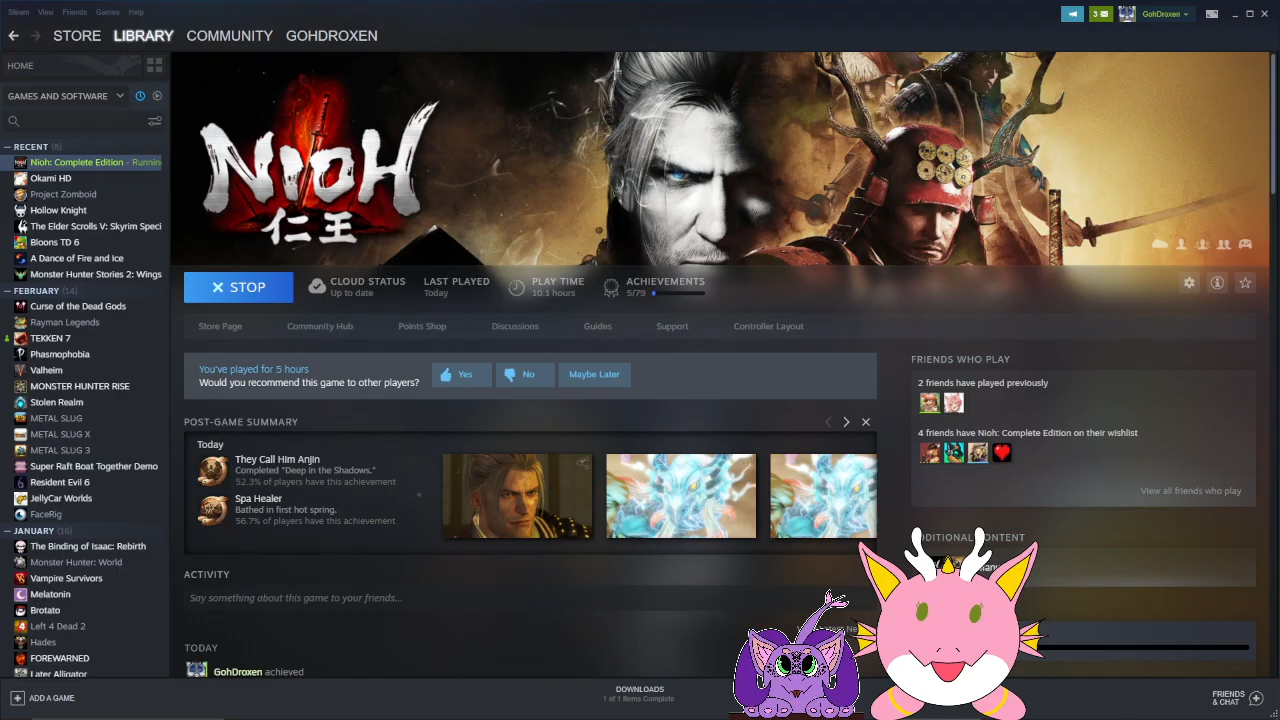 Steam View Friends Games Help
3
GohDroxen
STORE LIBRARY COMMUNITY GOHDROXEN
HOME
GAMES AND SOFTWARE
RECENT (8)
Nioh: Complete Edition - Runnin
Okami HD
Project Zomboid
Hollow Knight
The Elder Scrolls V: Skyrim Speci
Bloons TD 6
A Dance of Fire and Ice
Monster Hunter Stories 2: Wings
FEBRUARY (14)
Curse of the Dead Gods
Rayman Legends
TEKKEN 7
Phasmophobia
Valheim
MONSTER HUNTER RISE
Stolen Realm
METAL SLUG
METAL SLUG X
METAL SLUG 3
Super Raft Boat Together Demo
Resident Evil 6
JellyCar Worlds
FaceRig
JANUARY (16)
The Binding of Isaac: Rebirth
Monster Hunter: World
Vampire Survivors
Melatonin
Brotato
Left 4 Dead 2
Hades
FOREWARNED
Later Alligator
ADD A GAME
NIOH
仁王
STOP
CLOUD STATUS
Up to date
LAST PLAYED
Today
PLAY TIME
10.1 hours
ACHIEVEMENTS
5/79
Store Page Community Hub Points Shop Discussions Guides Support Controller Layout
You've played for 5 hours
Would you recommend this game to other players?
Yes No Maybe Later
POST-GAME SUMMARY
Today
They Call Him Anjin
Completed "Deep in the Shadows."
52.3% of players have this achievement
Spa Healer
Bathed in first hot spring.
56.7% of players have this achievement
ACTIVITY
Say something about this game to your friends...
TODAY
GohDroxen achieved
FRIENDS WHO PLAY
2 friends have played previously
4 friends have Nioh: Complete Edition on their wishlist
View all friends who play
DITIONAL CONTENT
DOWNLOADS
1 of 1 Items Complete
FRIENDS
& CHAT